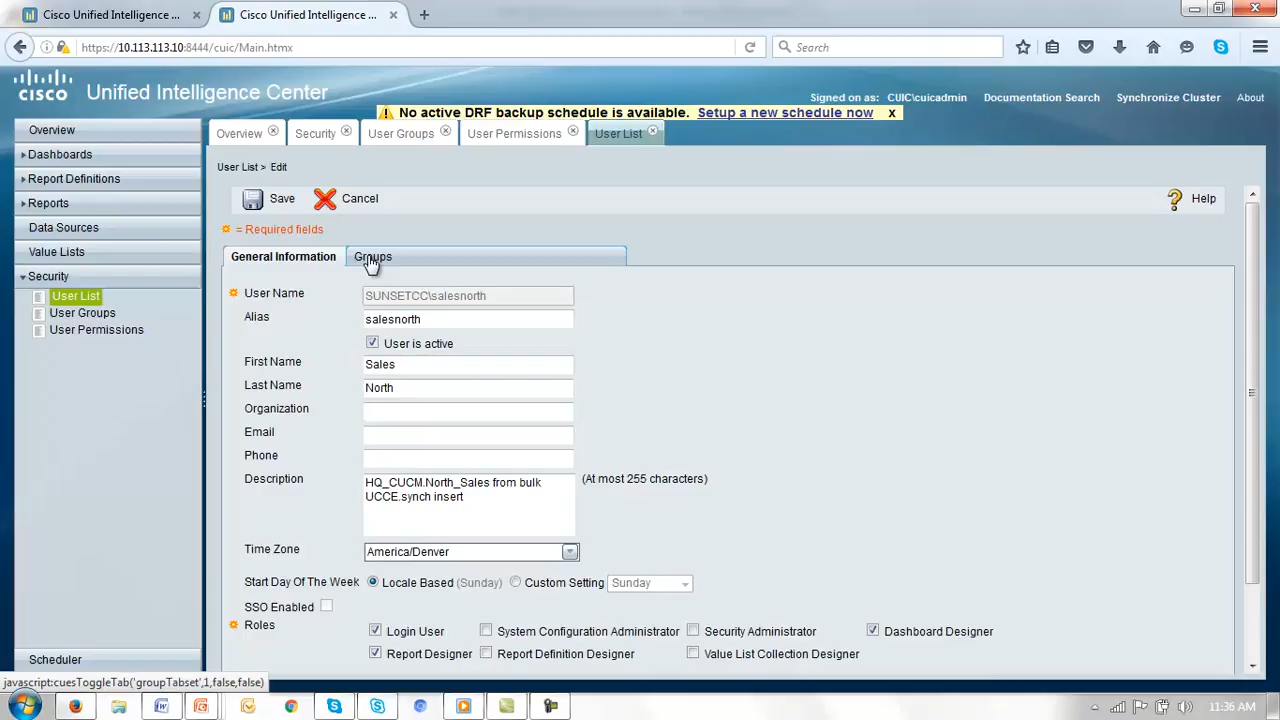 Cisco Unified Intelligence ...
Cisco Unified Intelligence ...
https://10.113.113.10:8444/cuic/Main.htmx
Search
CISCO
Unified Intelligence Center
No active DRF backup schedule is available. Setup a new schedule now x
Signed on as: CUIC\cuicadmin Documentation Search Synchronize Cluster About
Overview
Dashboards
Report Definitions
Reports
Data Sources
Value Lists
Security
User List
User Groups
User Permissions
Scheduler
Overview Security User Groups User Permissions User List
User List > Edit
Save Cancel Help
= Required fields
General Information Groups
User Name SUNSETCC\salesnorth
Alias salesnorth
User is active
First Name Sales
Last Name North
Organization
Email
Phone
Description HQ_CUCM.North_Sales from bulk (At most 255 characters)
UCCE.synch insert
Time Zone America/Denver
Start Day Of The Week Locale Based (Sunday) Custom Setting Sunday
SSO Enabled
Roles
Login User System Configuration Administrator Security Administrator Dashboard Designer
Report Designer Report Definition Designer Value List Collection Designer
javascript:cuesToggleTab('groupTabset',1,false,false)
11:36 AM